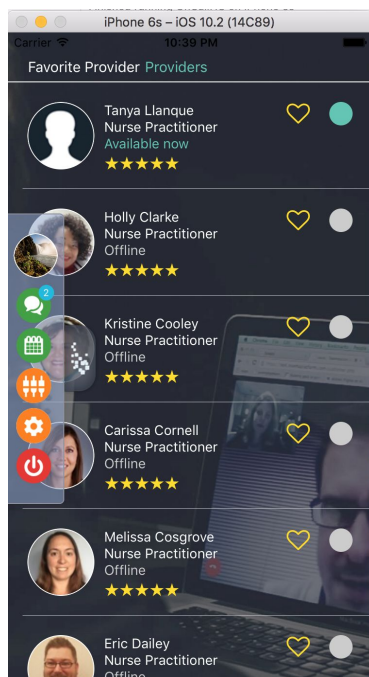 iPhone 6s – iOS 10.2 (14C89)
Carrier 10:39 PM
Favorite Provider Providers
Tanya Llanque
Nurse Practitioner
Available now
Holly Clarke
Nurse Practitioner
Offline
2
Kristine Cooley
Nurse Practitioner
Offline
Carissa Cornell
Nurse Practitioner
Offline
Melissa Cosgrove
Nurse Practitioner
Offline
Eric Dailey
Nurse Practitioner
Offline